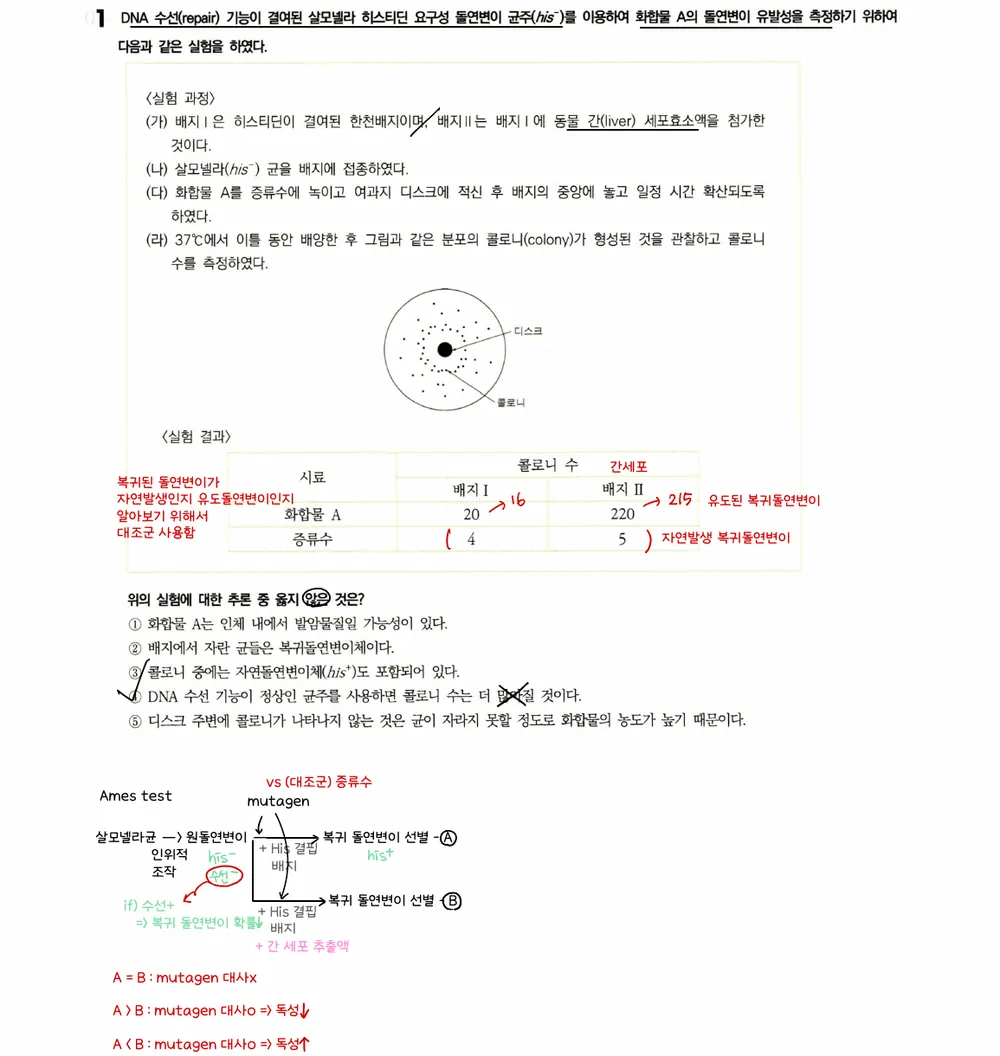 1 DNA 수선(repair) 기능이 결여된 살모넬라 히스티딘 요구성 돌연변이 균주(his⁻)를 이용하여 화합물 A의 돌연변이 유발성을 측정하기 위하여
다음과 같은 실험을 하였다.
〈실험 과정〉
(가) 배지Ⅰ은 히스티딘이 결여된 한천배지이며, 배지Ⅱ는 배지Ⅰ에 동물 간(liver) 세포효소액을 첨가한
것이다.
(나) 살모넬라(his⁻) 균을 배지에 접종하였다.
(다) 화합물 A를 증류수에 녹이고 여과지 디스크에 적신 후 배지의 중앙에 놓고 일정 시간 확산되도록
하였다.
(라) 37℃에서 이틀 동안 배양한 후 그림과 같은 분포의 콜로니(colony)가 형성된 것을 관찰하고 콜로니
수를 측정하였다.
디스크
콜로니
〈실험 결과〉
시료
콜로니 수 간세포
배지Ⅰ 배지 Ⅱ
화합물 A 20 → 16 220 → 215 유도된 복귀돌연변이
증류수 ( 4 5 ) 자연발생 복귀돌연변이
복귀된 돌연변이가
자연발생인지 유도돌연변이인지
알아보기 위해서
대조군 사용함
위의 실험에 대한 추론 중 옳지 않은 것은?
① 화합물 A는 인체 내에서 발암물질일 가능성이 있다.
② 배지에서 자란 균들은 복귀돌연변이체이다.
③ 콜로니 중에는 자연돌연변이체(his⁺)도 포함되어 있다.
④ DNA 수선 기능이 정상인 균주를 사용하면 콜로니 수는 더 많아질 것이다.
⑤ 디스크 주변에 콜로니가 나타나지 않는 것은 균이 자라지 못할 정도로 화합물의 농도가 높기 때문이다.
vs (대조군) 증류수
Ames test
mutagen
살모넬라균 —> 원돌연변이 복귀 돌연변이 선별 - Ⓐ
인위적
조작
his⁻
수선⁻
+ His 결핍
배지
his⁺
if) 수선+
=> 복귀 돌연변이 확률↓
복귀 돌연변이 선별 - Ⓑ
+ His 결핍
배지
+ 간 세포 추출액
A = B : mutagen 대사x
A > B : mutagen 대사o => 독성↓
A < B : mutagen 대사o => 독성↑